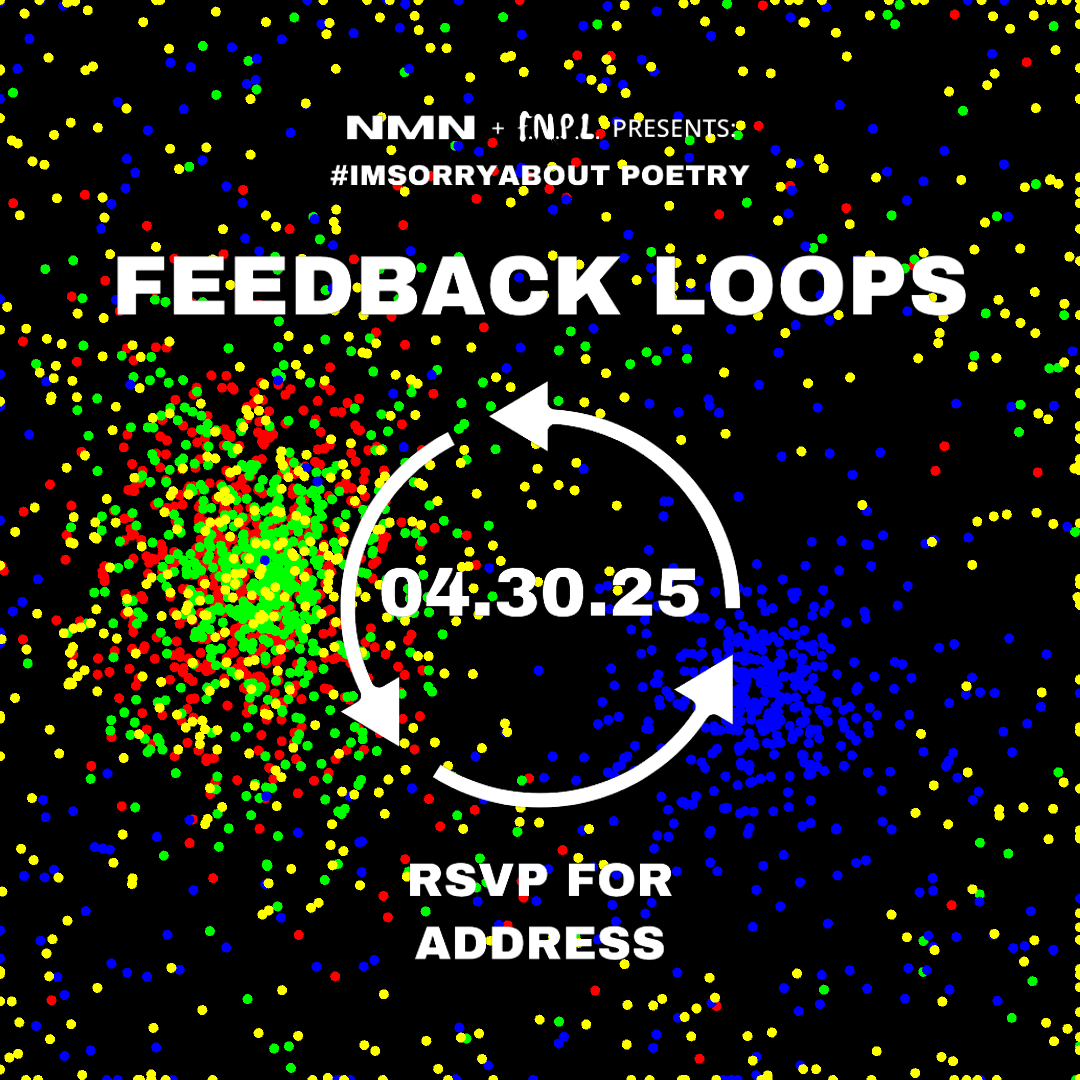 NMN + F.N.P.L. PRESENTS:
#IMSORRYABOUT POETRY
FEEDBACK LOOPS
04.30.25
RSVP FOR
ADDRESS